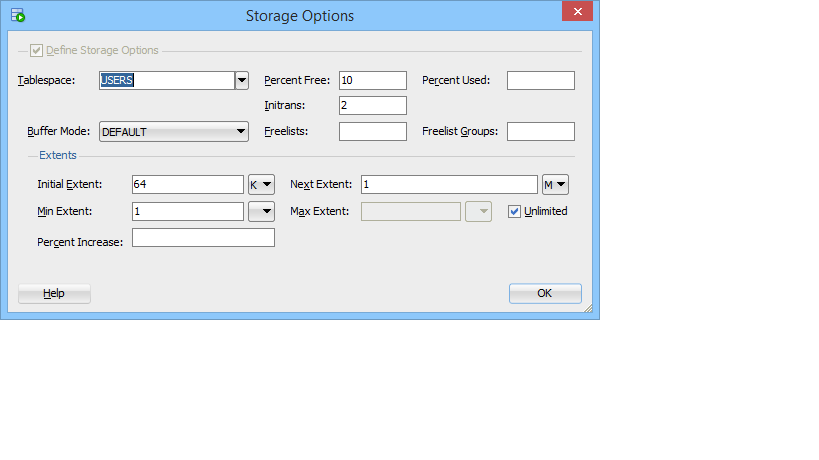 Storage Options
Define Storage Options
Tablespace: USERS Percent Free: 10 Percent Used:
Initrans: 2
Buffer Mode: DEFAULT Freelists: Freelist Groups:
Extents
Initial Extent: 64 K Next Extent: 1 M
Min Extent: 1 Max Extent: Unlimited
Percent Increase:
Help OK